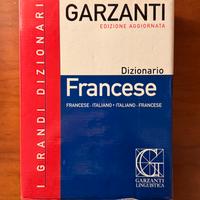 GARZANTI
EDIZIONE AGGIORNATA
I GRANDI DIZIONARI
Dizionario
Francese
FRANCESE - ITALIANO • ITALIANO - FRANCESE
GARZANTI
LINGUISTICA